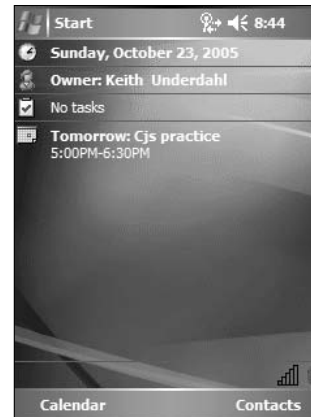 Start 8:44
Sunday, October 23, 2005
Owner: Keith Underdahl
No tasks
Tomorrow: Cjs practice
5:00PM-6:30PM
Calendar Contacts